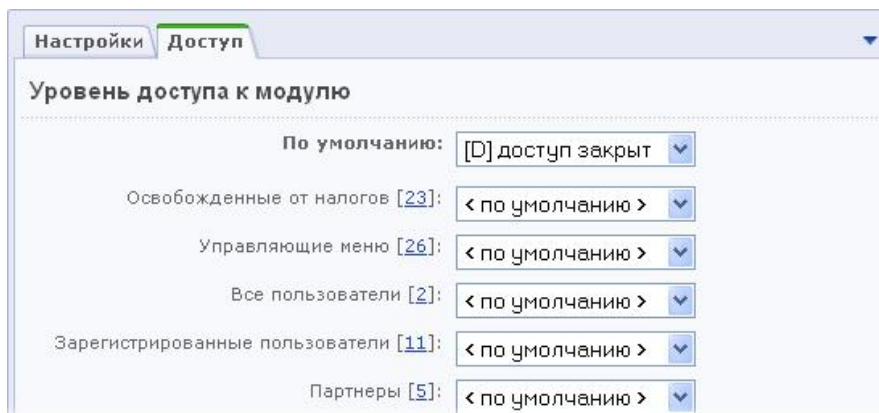 Настройки Доступ
Уровень доступа к модулю
По умолчанию: [D] доступ закрыт
Освобожденные от налогов [23]: < по умолчанию >
Управляющие меню [26]: < по умолчанию >
Все пользователи [2]: < по умолчанию >
Зарегистрированные пользователи [11]: < по умолчанию >
Партнеры [5]: < по умолчанию >